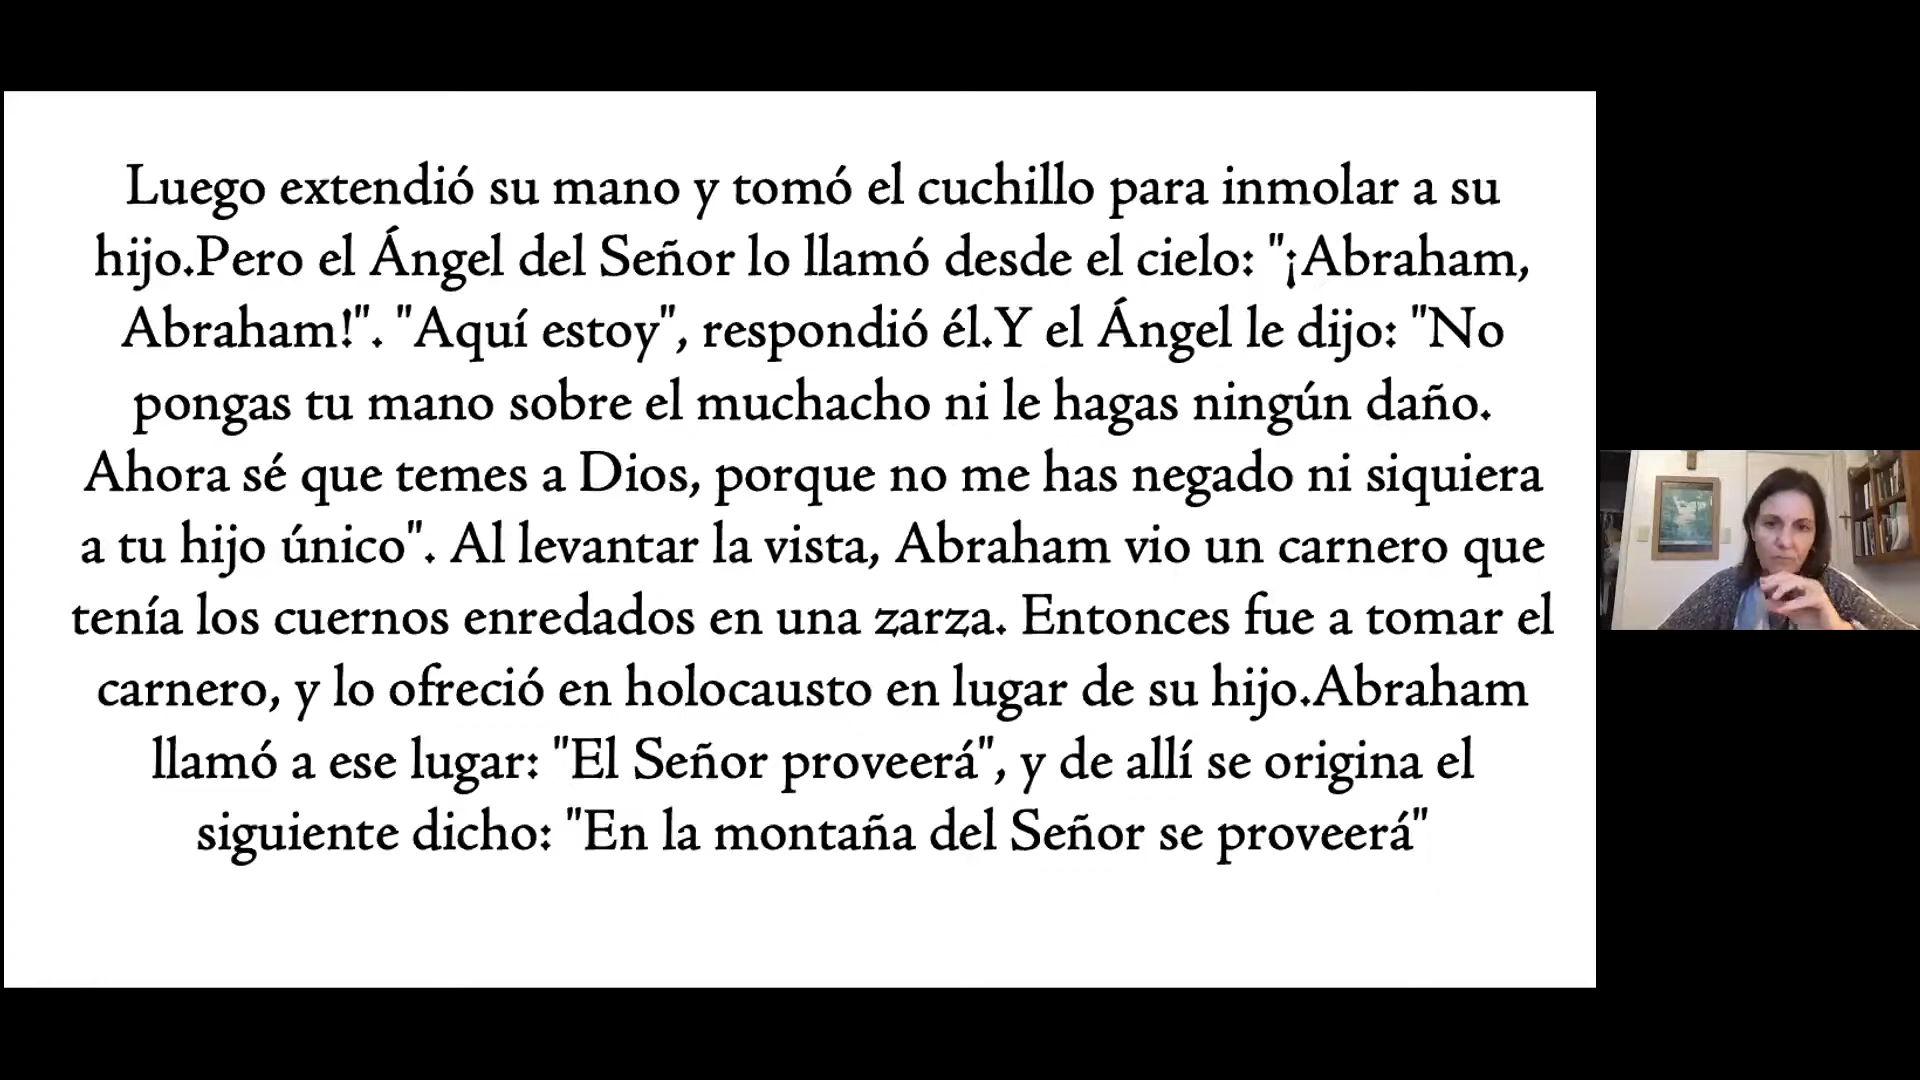 Luego extendió su mano y tomó el cuchillo para inmolar a su
hijo.Pero el Ángel del Señor lo llamó desde el cielo: "¡Abraham,
Abraham!". "Aquí estoy", respondió él.Y el Ángel le dijo: "No
pongas tu mano sobre el muchacho ni le hagas ningún daño.
Ahora sé que temes a Dios, porque no me has negado ni siquiera
a tu hijo único". Al levantar la vista, Abraham vio un carnero que
tenía los cuernos enredados en una zarza. Entonces fue a tomar el
carnero, y lo ofreció en holocausto en lugar de su hijo.Abraham
llamó a ese lugar: "El Señor proveerá", y de allí se origina el
siguiente dicho: "En la montaña del Señor se proveerá"